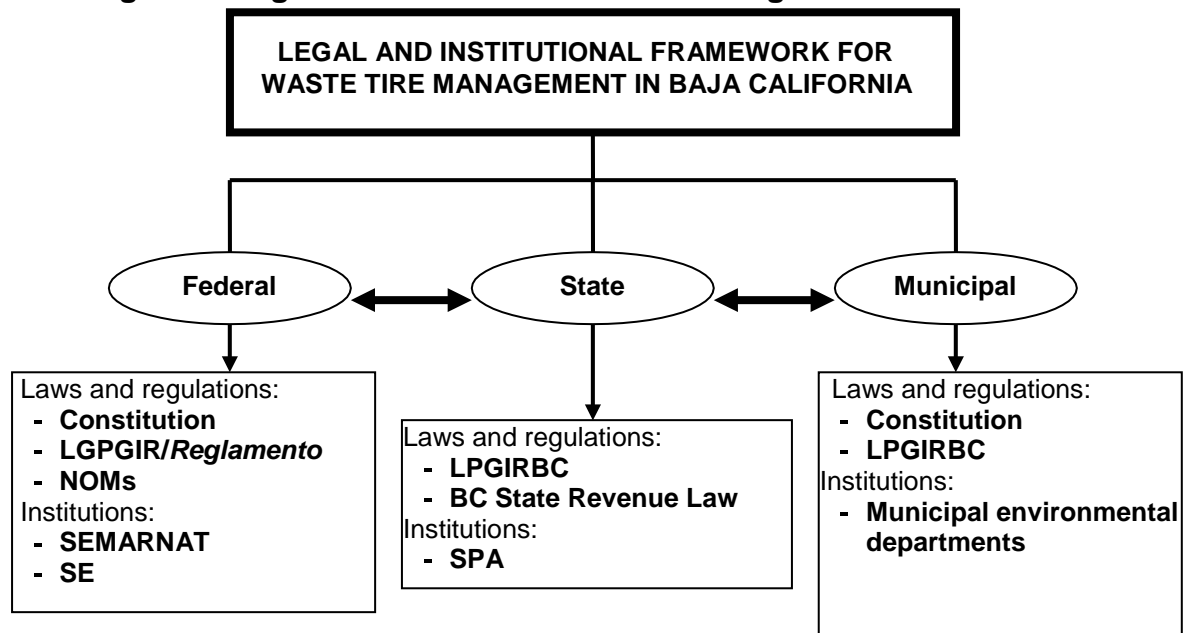 LEGAL AND INSTITUTIONAL FRAMEWORK FOR
WASTE TIRE MANAGEMENT IN BAJA CALIFORNIA
Federal
State
Municipal
Laws and regulations:
- Constitution
- LGPGIR/Reglamento
- NOMs
Institutions:
- SEMARNAT
- SE
Laws and regulations:
- LPGIRBC
- BC State Revenue Law
Institutions:
- SPA
Laws and regulations:
- Constitution
- LPGIRBC
Institutions:
- Municipal environmental
departments